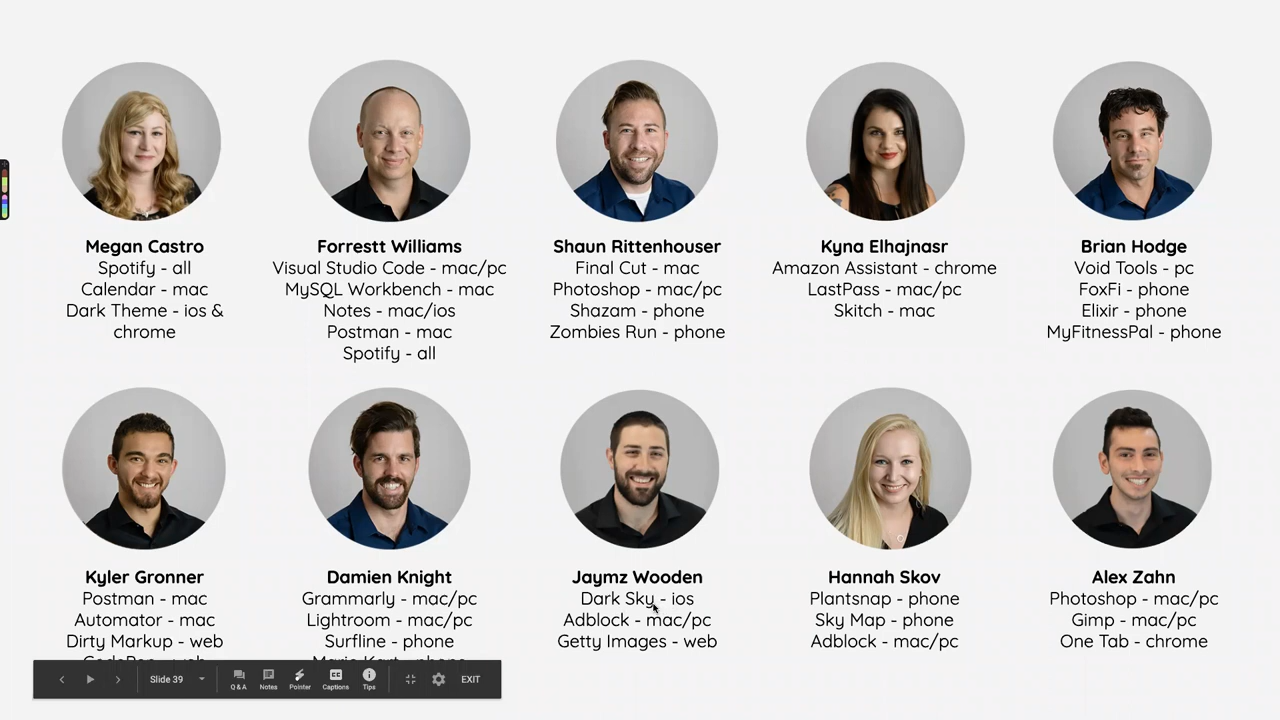 Megan Castro
Spotify - all
Calendar - mac
Dark Theme - ios &
chrome
Forrestt Williams
Visual Studio Code - mac/pc
MySQL Workbench - mac
Notes - mac/ios
Postman - mac
Spotify - all
Shaun Rittenhouser
Final Cut - mac
Photoshop - mac/pc
Shazam - phone
Zombies Run - phone
Kyna Elhajnasr
Amazon Assistant - chrome
LastPass - mac/pc
Skitch - mac
Brian Hodge
Void Tools - pc
FoxFi - phone
Elixir - phone
MyFitnessPal - phone
Kyler Gronner
Postman - mac
Automator - mac
Dirty Markup - web
Damien Knight
Grammarly - mac/pc
Lightroom - mac/pc
Surfline - phone
Jaymz Wooden
Dark Sky - ios
Adblock - mac/pc
Getty Images - web
Hannah Skov
Plantsnap - phone
Sky Map - phone
Adblock - mac/pc
Alex Zahn
Photoshop - mac/pc
Gimp - mac/pc
One Tab - chrome
Slide 39
Q & A
Notes
Pointer
Captions
Tips
EXIT